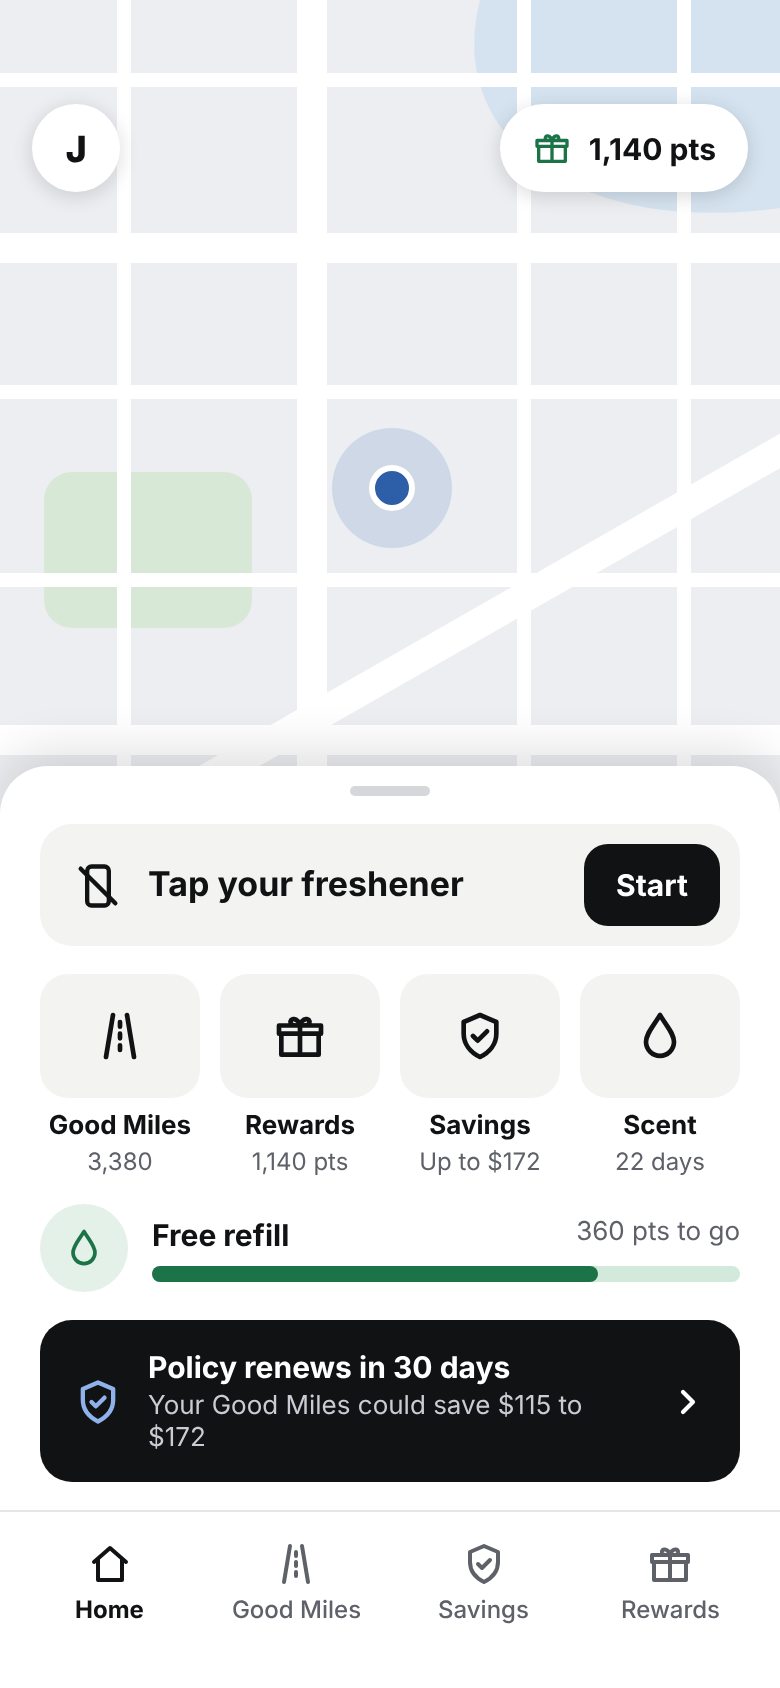 J
1,140 pts
Tap your freshener
Start
Good Miles
3,380
Rewards
1,140 pts
Savings
Up to $172
Scent
22 days
Free refill
360 pts to go
Policy renews in 30 days
Your Good Miles could save $115 to
$172
Home
Good Miles
Savings
Rewards